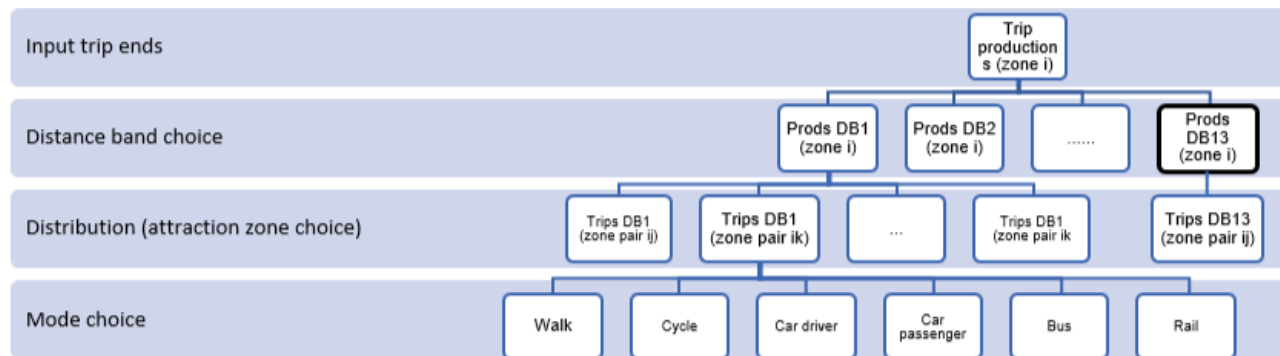 Input trip ends
Trip
production
s (zone i)
Distance band choice
Prods DB1
(zone i)
Prods DB2
(zone i)
......
Prods
DB13
(zone i)
Distribution (attraction zone choice)
Trips DB1
(zone pair ij)
Trips DB1
(zone pair ik)
...
Trips DB1
(zone pair ik
Trips DB13
(zone pair ij)
Mode choice
Walk
Cycle
Car driver
Car
passenger
Bus
Rail